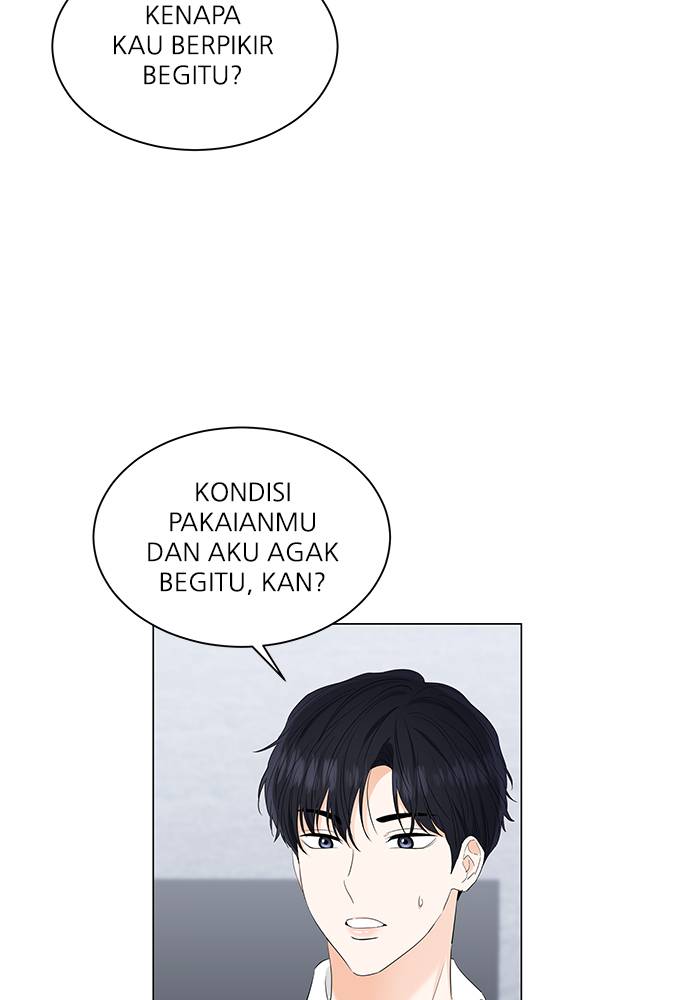 KENAPA
KAU BERPIKIR
BEGITU?
KONDISI
PAKAIANMU
DAN AKU AGAK
BEGITU, KAN?